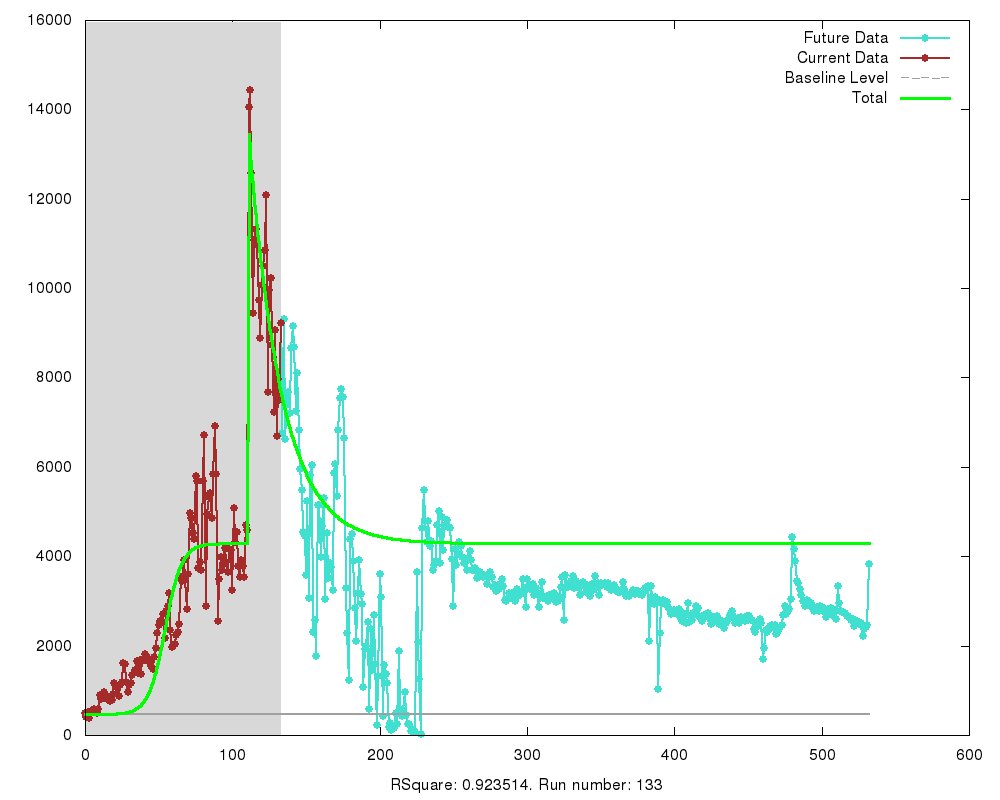 16000
14000
12000
10000
8000
6000
4000
2000
0
Future Data
Current Data
Baseline Level
Total
0 100 200 300 400 500 600
RSquare: 0.923514. Run number: 133